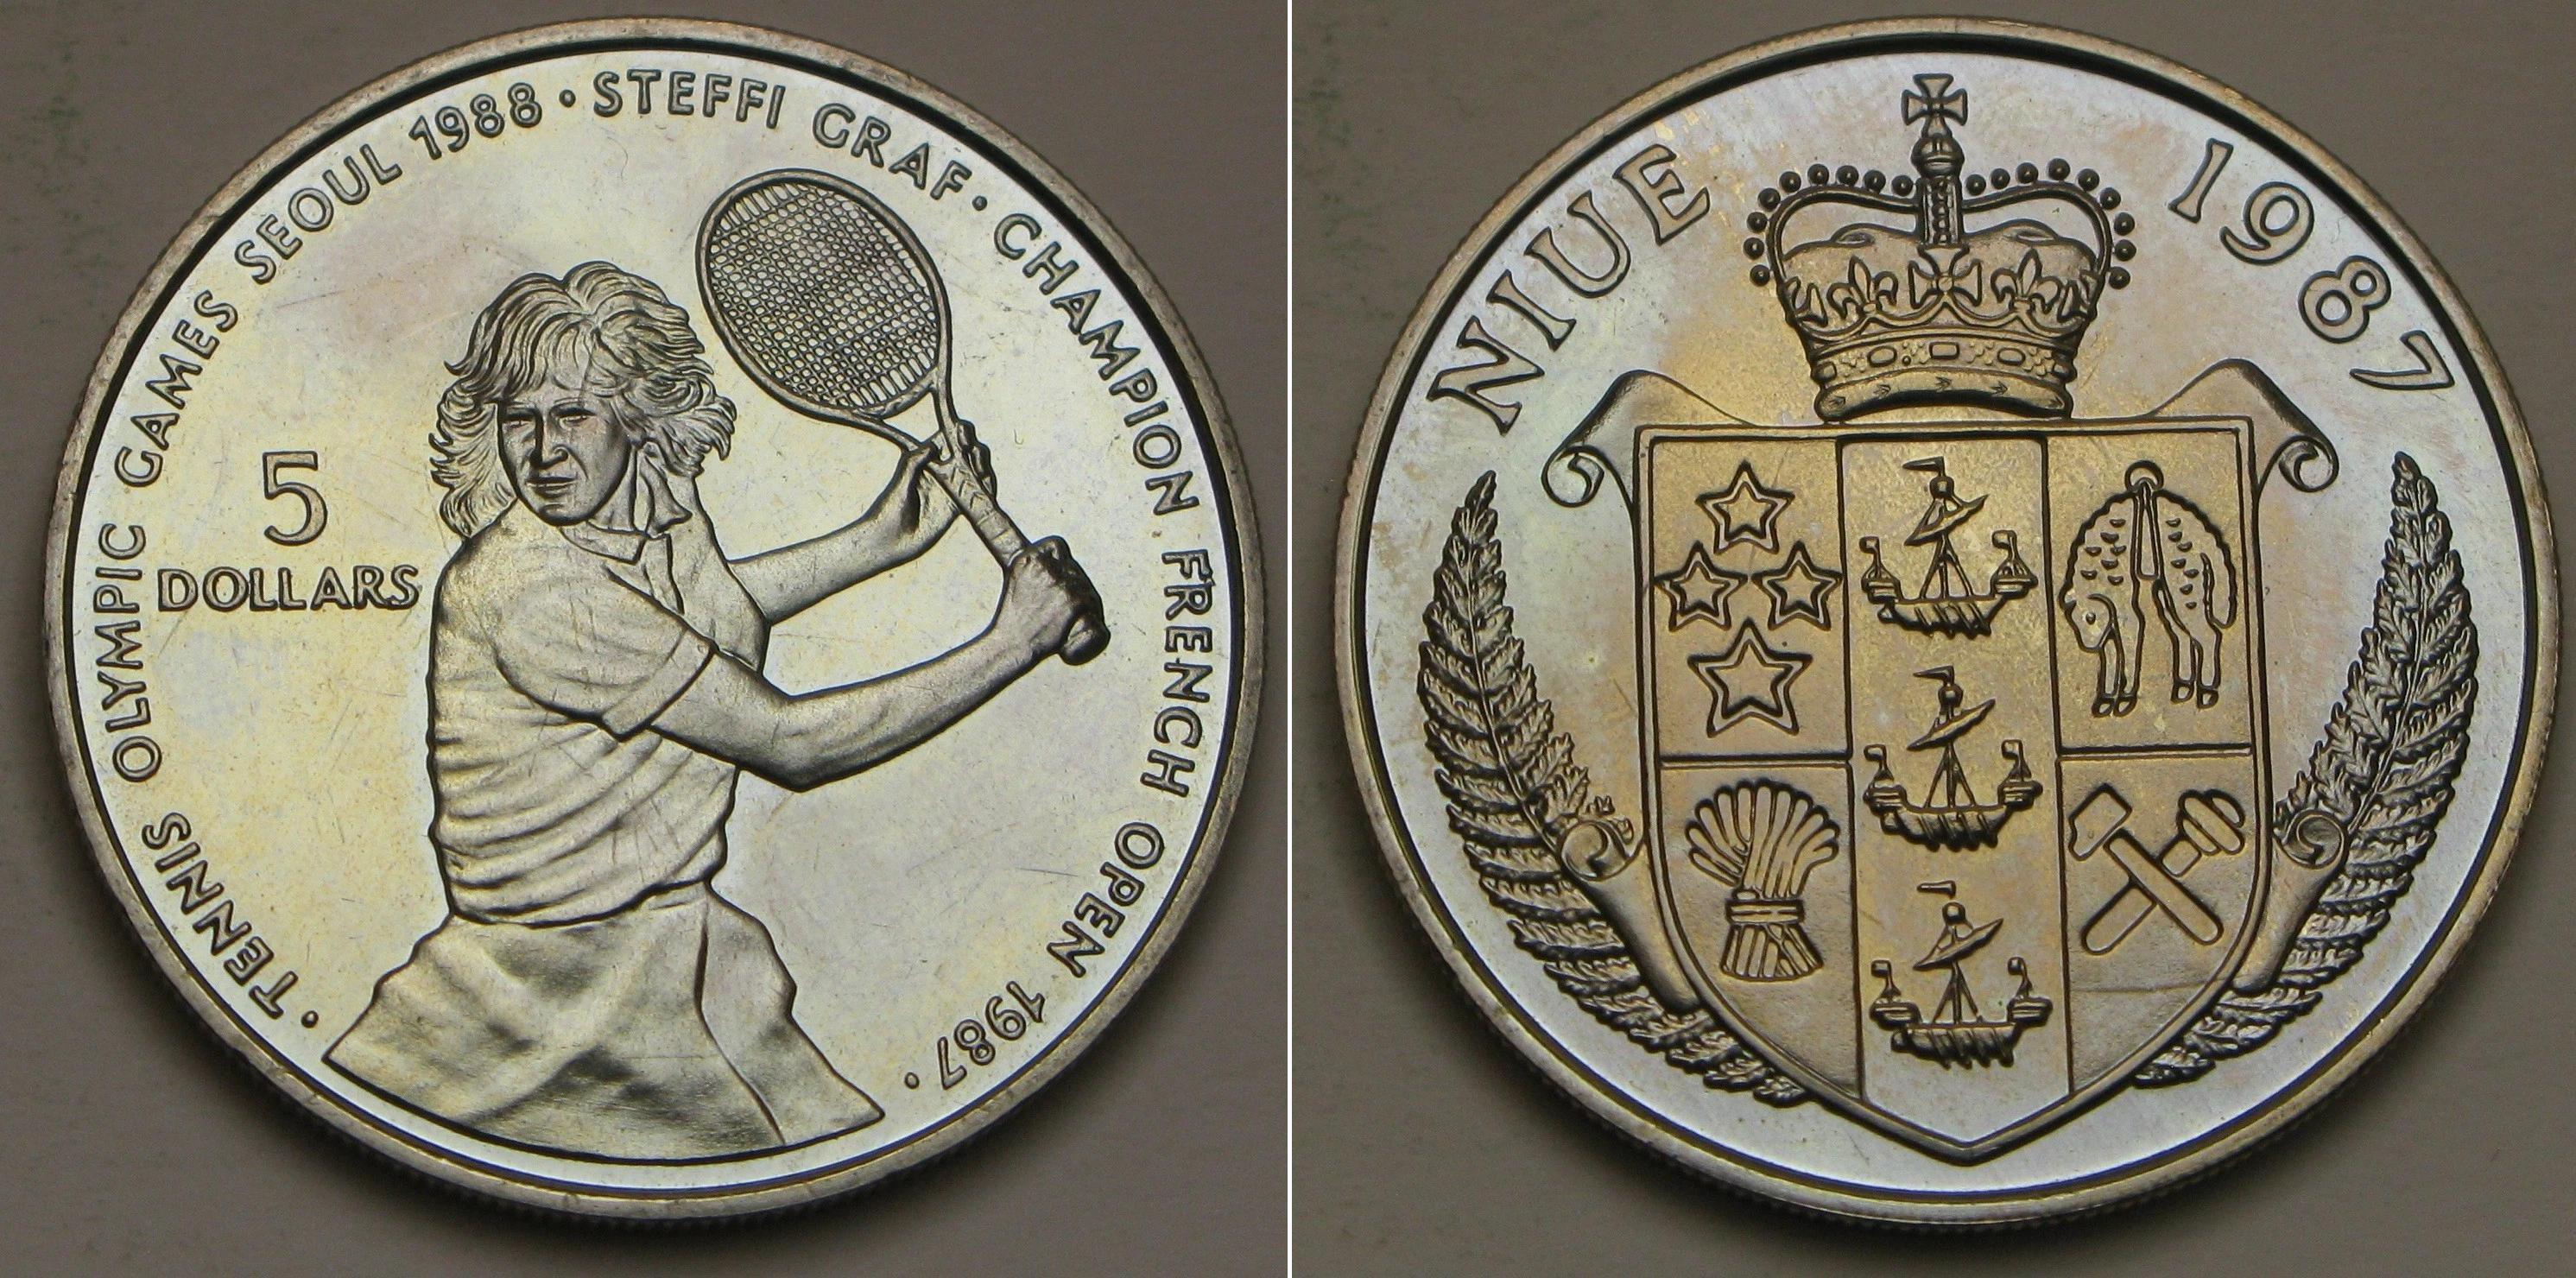 · TENNIS OLYMPIC GAMES SEOUL 1988 · STEFFI GRAF · CHAMPION FRENCH OPEN 1987 ·
5
DOLLARS
NIUE 1987